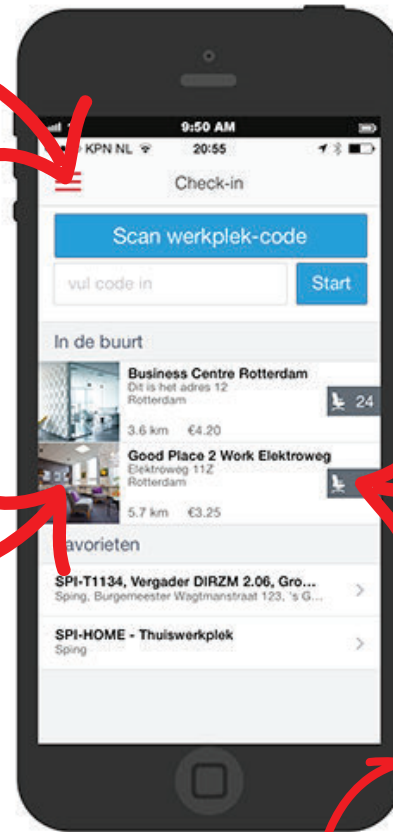 9:50 AM
KPN NL 20:55
Check-in
Scan werkplek-code
vul code in Start
In de buurt
Business Centre Rotterdam
Dit is het adres 12
Rotterdam
24
3.6 km €4.20
Good Place 2 Work Elektroweg
Elektroweg 11Z
Rotterdam
5.7 km €3.25
avorieten
SPI-T1134, Vergader DIRZM 2.06, Gro...
Sping, Burgemeester Wagtmanstraat 123, 's G...
SPI-HOME - Thuiswerkplek
Sping